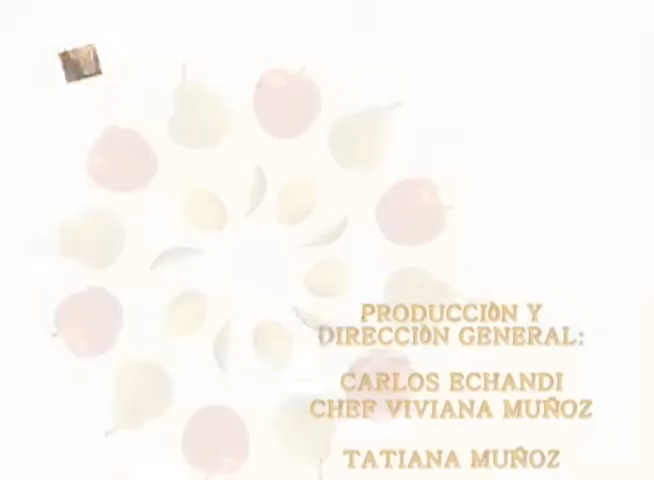 PRODUCCIÒN Y
DIRECCIÒN GENERAL:
CARLOS ECHANDI
CHEF VIVIANA MUÑOZ
TATIANA MUÑOZ